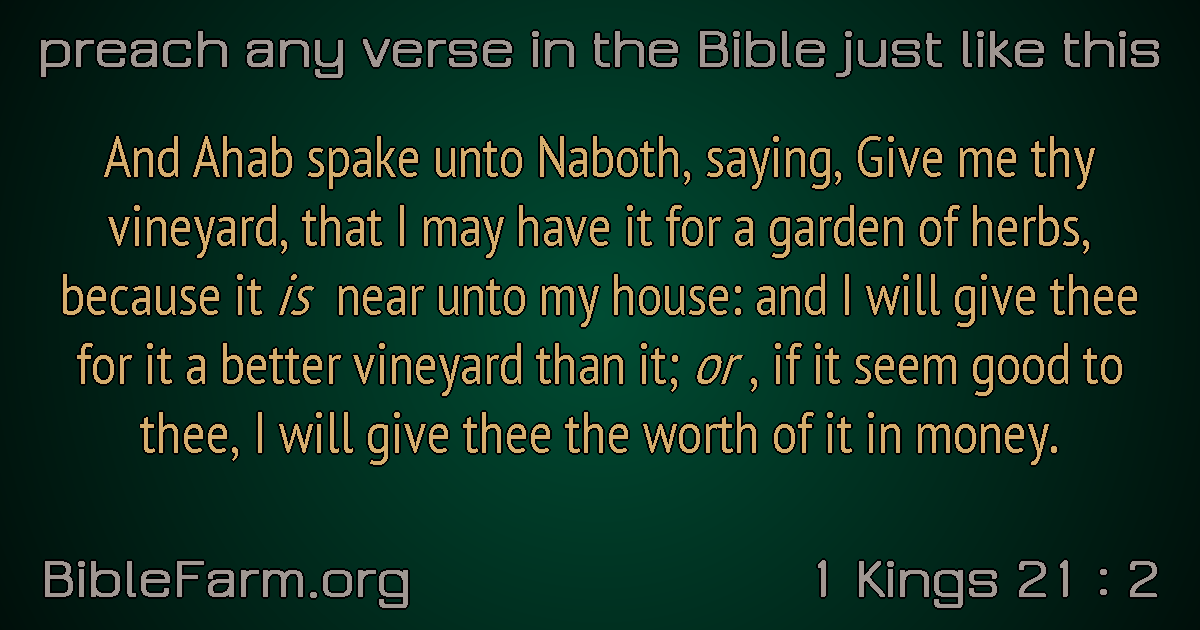 preach any verse in the Bible just like this
And Ahab spake unto Naboth, saying, Give me thy
vineyard, that I may have it for a garden of herbs,
because it is near unto my house: and I will give thee
for it a better vineyard than it; or , if it seem good to
thee, I will give thee the worth of it in money.
BibleFarm.org
1 Kings 21 : 2